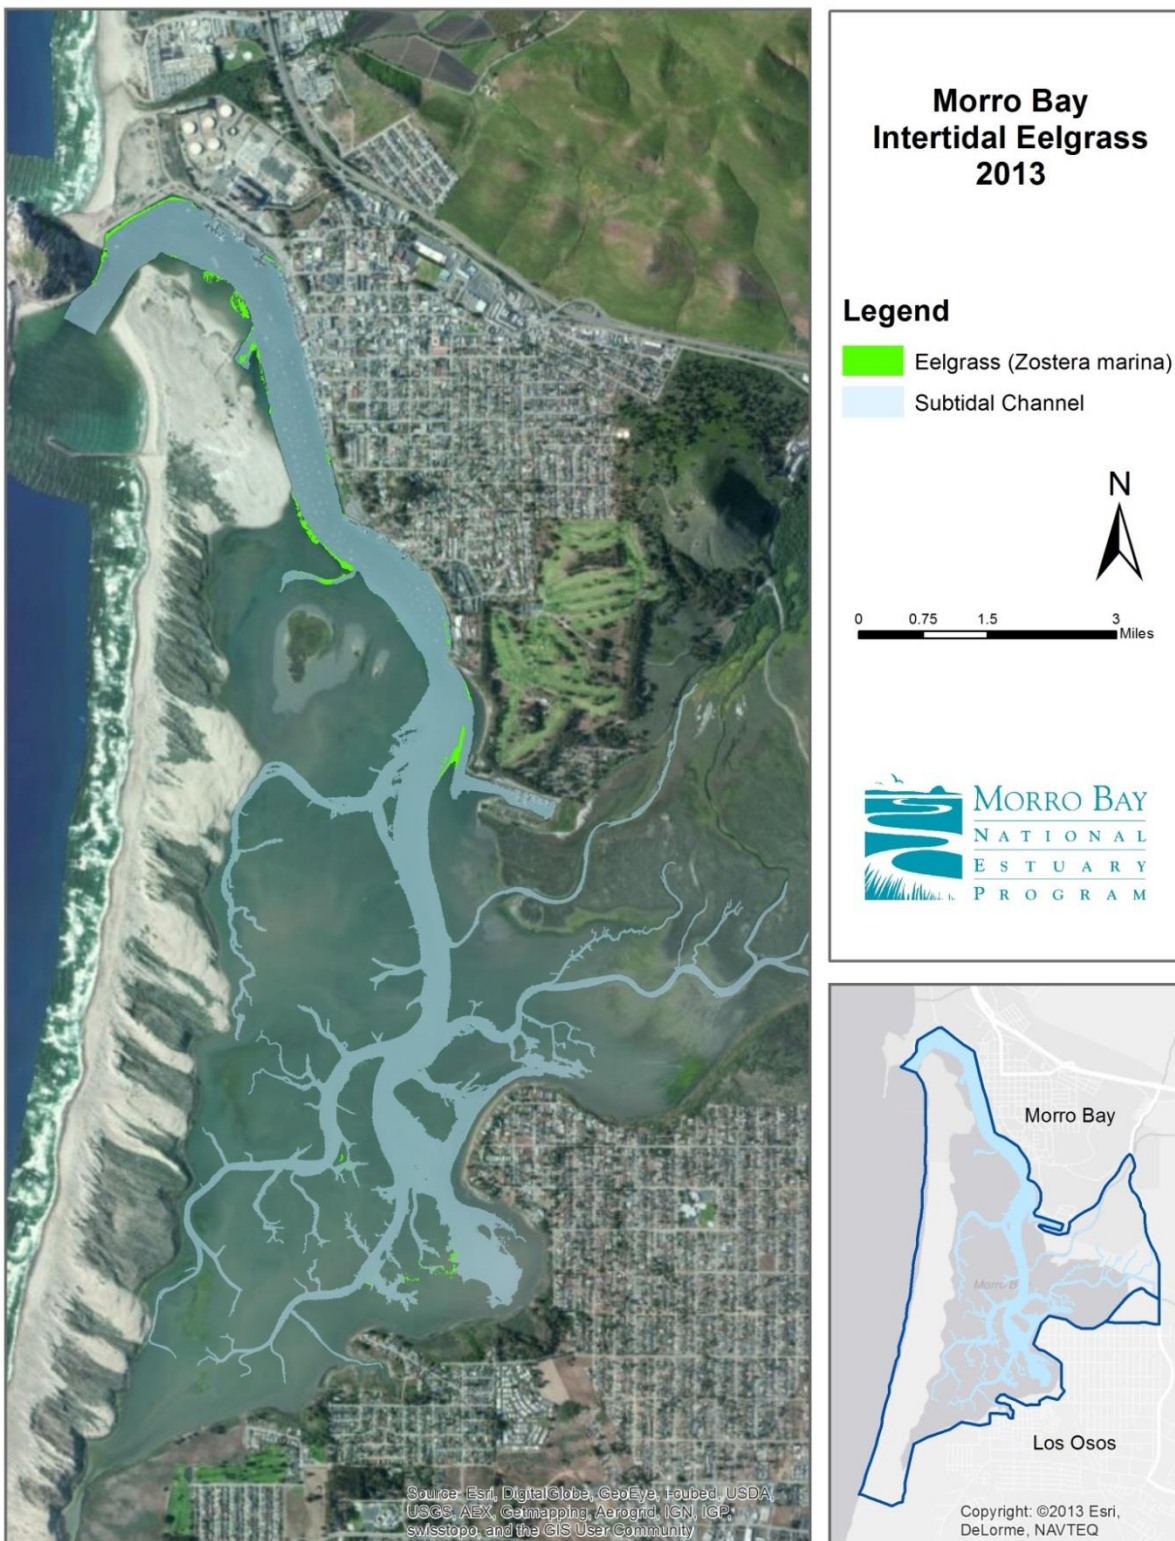 Morro Bay
Intertidal Eelgrass
2013
Legend
Eelgrass (Zostera marina)
Subtidal Channel
N
0 0.75 1.5 3
Miles
MORRO BAY
NATIONAL
ESTUARY
PROGRAM
Source: Esri, DigitalGlobe, GeoEye, i-cubed, USDA,
USGS, AEX, Getmapping, Aerogrid, IGN, IGP,
swisstopo, and the GIS User Community
Morro Bay
Morro B
Los Osos
Copyright: ©2013 Esri,
DeLorme, NAVTEQ